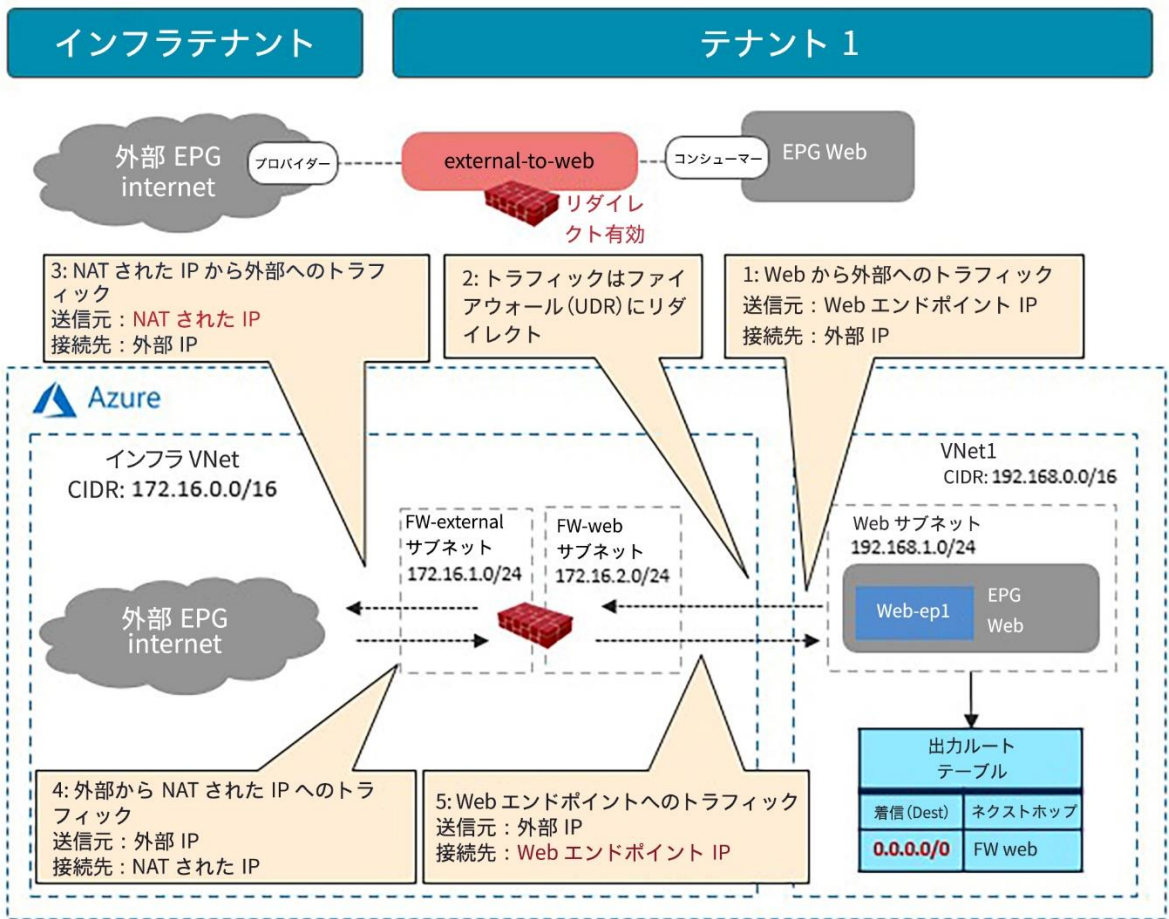 インフラテナント
テナント 1
外部 EPG
internet
プロバイダー
external-to-web
コンシューマー
EPG Web
リダイレ
クト有効
3: NAT された IP から外部へのトラフ
ィック
送信元：NAT された IP
接続先：外部 IP
2: トラフィックはファイ
アウォール（UDR）にリダ
イレクト
1: Web から外部へのトラフィック
送信元：Web エンドポイント IP
接続先：外部 IP
Azure
インフラ VNet
CIDR: 172.16.0.0/16
VNet1
CIDR: 192.168.0.0/16
FW-external
サブネット
172.16.1.0/24
FW-web
サブネット
172.16.2.0/24
Web サブネット
192.168.1.0/24
外部 EPG
internet
Web-ep1
EPG
Web
4: 外部から NAT された IP へのトラ
フィック
送信元：外部 IP
接続先：NAT された IP
5: Web エンドポイントへのトラフィック
送信元：外部 IP
接続先：Web エンドポイント IP
出力ルート
テーブル
着信（Dest） ネクストホップ
0.0.0.0/0 FW web